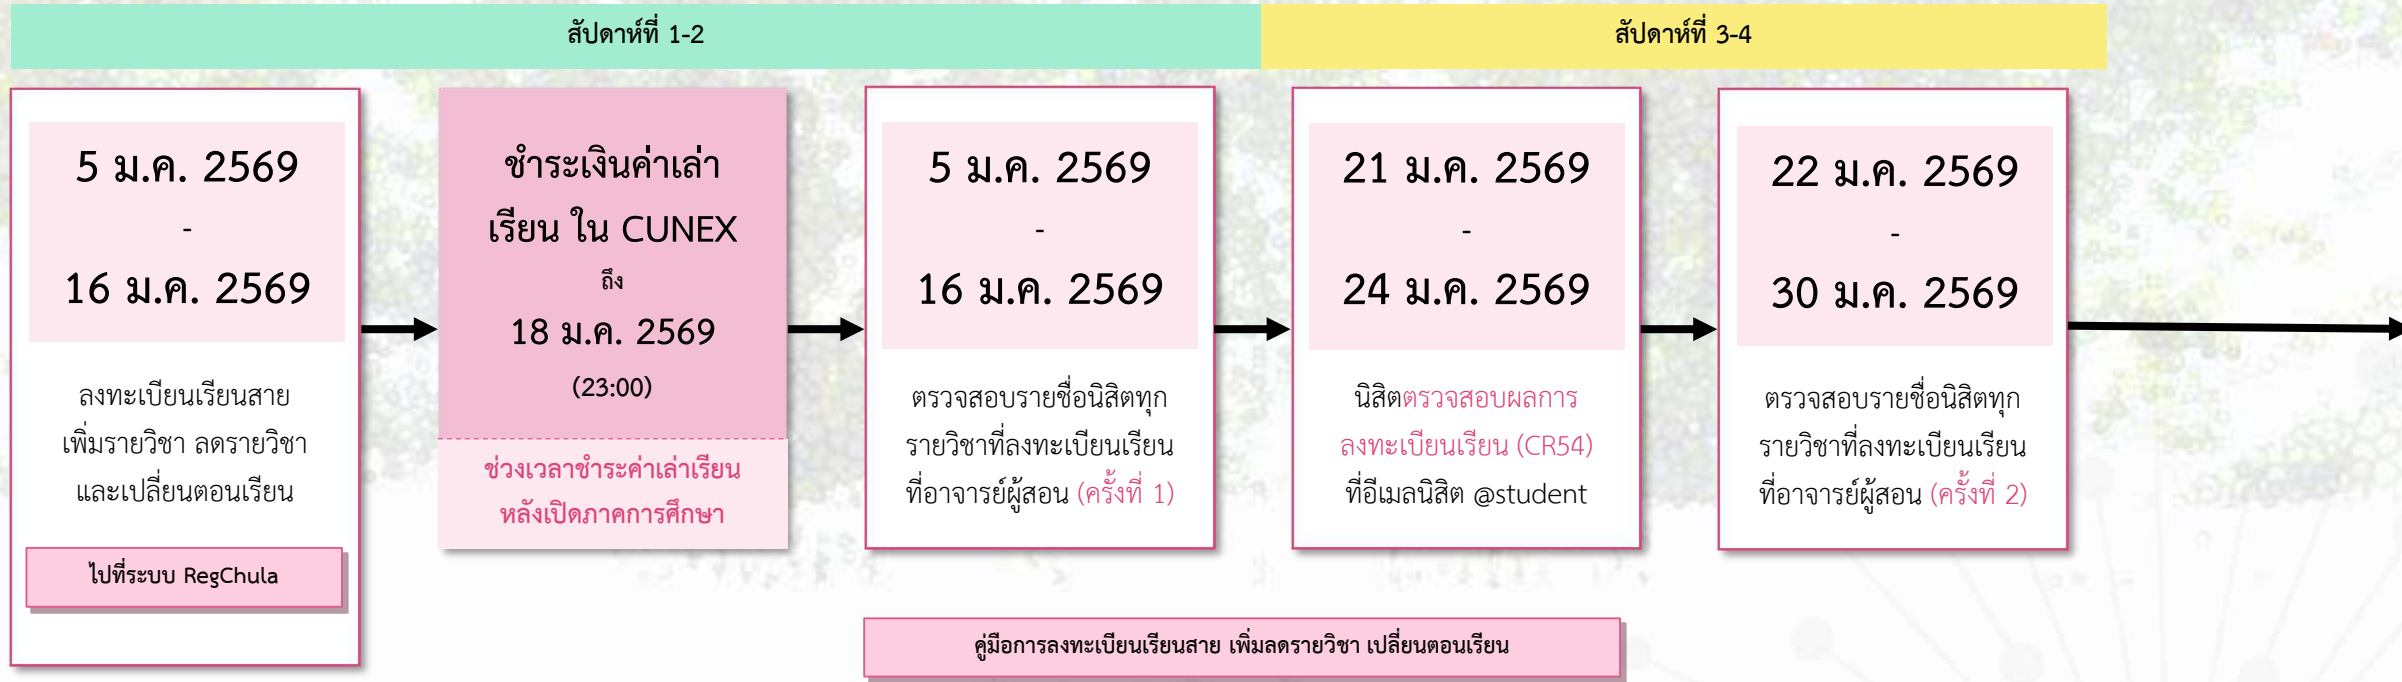 สัปดาห์ที่ 1-2
สัปดาห์ที่ 3-4
5 ม.ค. 2569
-
16 ม.ค. 2569
ลงทะเบียนเรียนสาย
เพิ่มรายวิชา ลดรายวิชา
และเปลี่ยนตอนเรียน
ไปที่ระบบ RegChula
ชำระเงินค่าเล่า
เรียน ใน CUNEX
ถึง
18 ม.ค. 2569
(23:00)
ช่วงเวลาชำระค่าเล่าเรียน
หลังเปิดภาคการศึกษา
5 ม.ค. 2569
-
16 ม.ค. 2569
ตรวจสอบรายชื่อนิสิตทุก
รายวิชาที่ลงทะเบียนเรียน
ที่อาจารย์ผู้สอน (ครั้งที่ 1)
21 ม.ค. 2569
-
24 ม.ค. 2569
นิสิตตรวจสอบผลการ
ลงทะเบียนเรียน (CR54)
ที่อีเมลนิสิต @student
22 ม.ค. 2569
-
30 ม.ค. 2569
ตรวจสอบรายชื่อนิสิตทุก
รายวิชาที่ลงทะเบียนเรียน
ที่อาจารย์ผู้สอน (ครั้งที่ 2)
คู่มือการลงทะเบียนเรียนสาย เพิ่มลดรายวิชา เปลี่ยนตอนเรียน